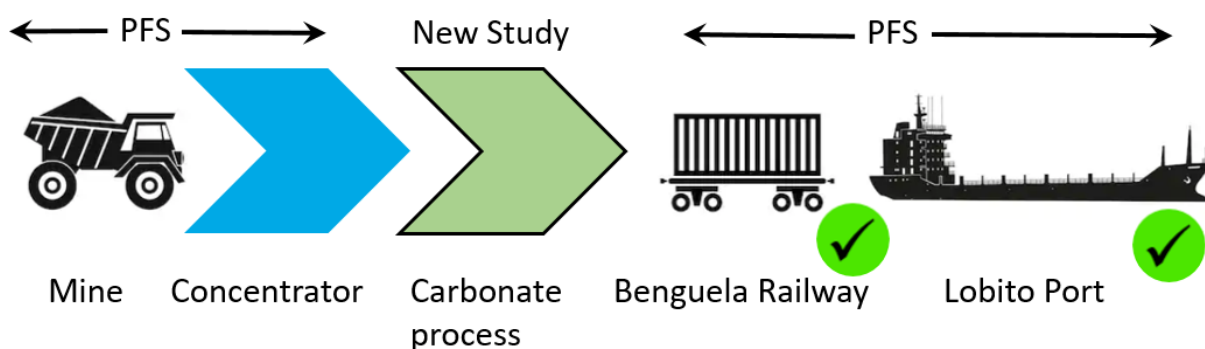 PFS
New Study
PFS
Mine
Concentrator
Carbonate
process
Benguela Railway
Lobito Port